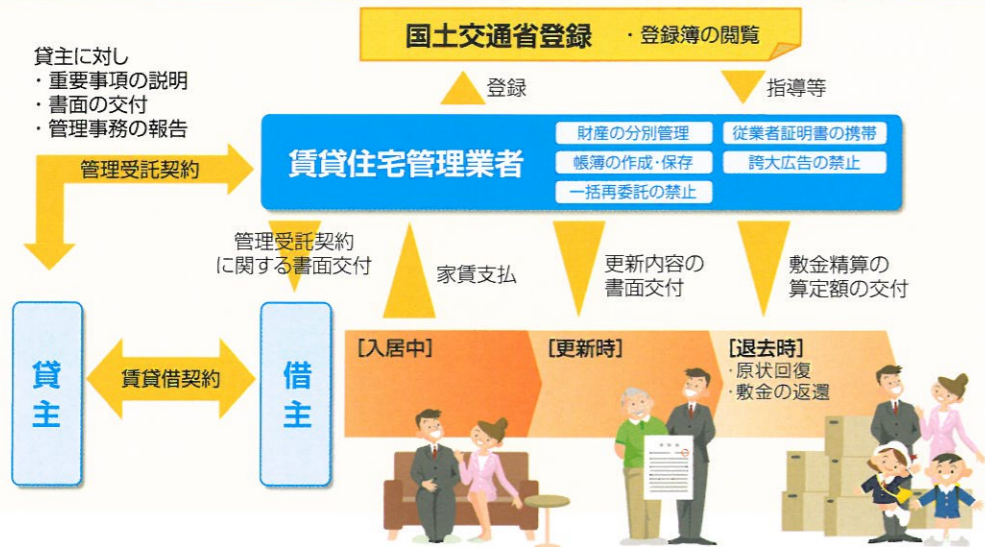 国土交通省登録 ・登録簿の閲覧
貸主に対し
・重要事項の説明
・書面の交付
・管理事務の報告
登録
指導等
管理受託契約
賃貸住宅管理業者
財産の分別管理
従業者証明書の携帯
帳簿の作成・保存
誇大広告の禁止
一括再委託の禁止
管理受託契約
に関する書面交付
家賃支払
更新内容の
書面交付
敷金精算の
算定額の交付
貸主
賃貸借契約
借主
[入居中]
[更新時]
[退去時]
・原状回復
・敷金の返還